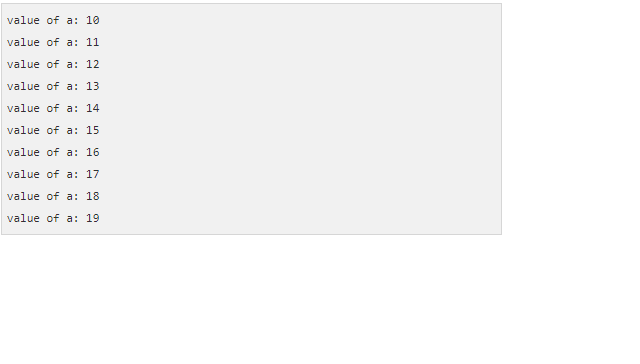 value of a: 10
value of a: 11
value of a: 12
value of a: 13
value of a: 14
value of a: 15
value of a: 16
value of a: 17
value of a: 18
value of a: 19